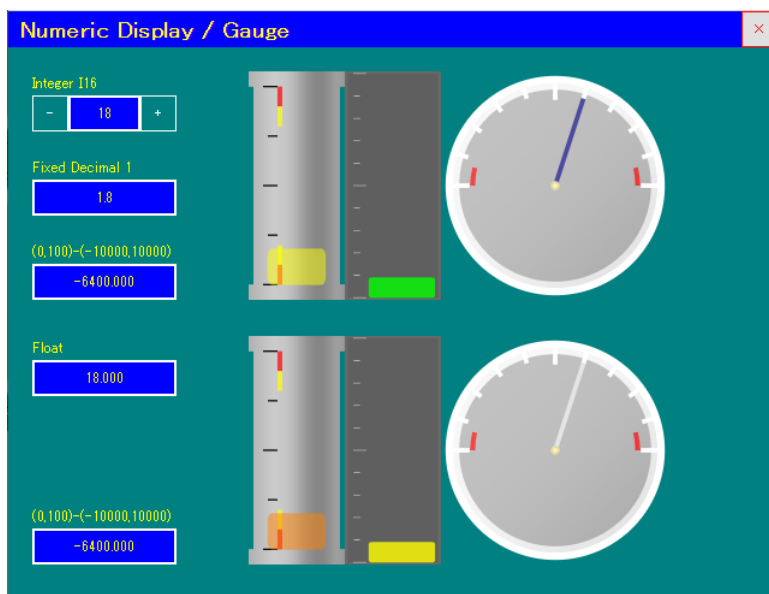 Numeric Display / Gauge
×
Integer I16
- 18 +
Fixed Decimal 1
1.8
(0,100)-(-10000,10000)
-6400.000
Float
18.000
(0,100)-(-10000,10000)
-6400.000